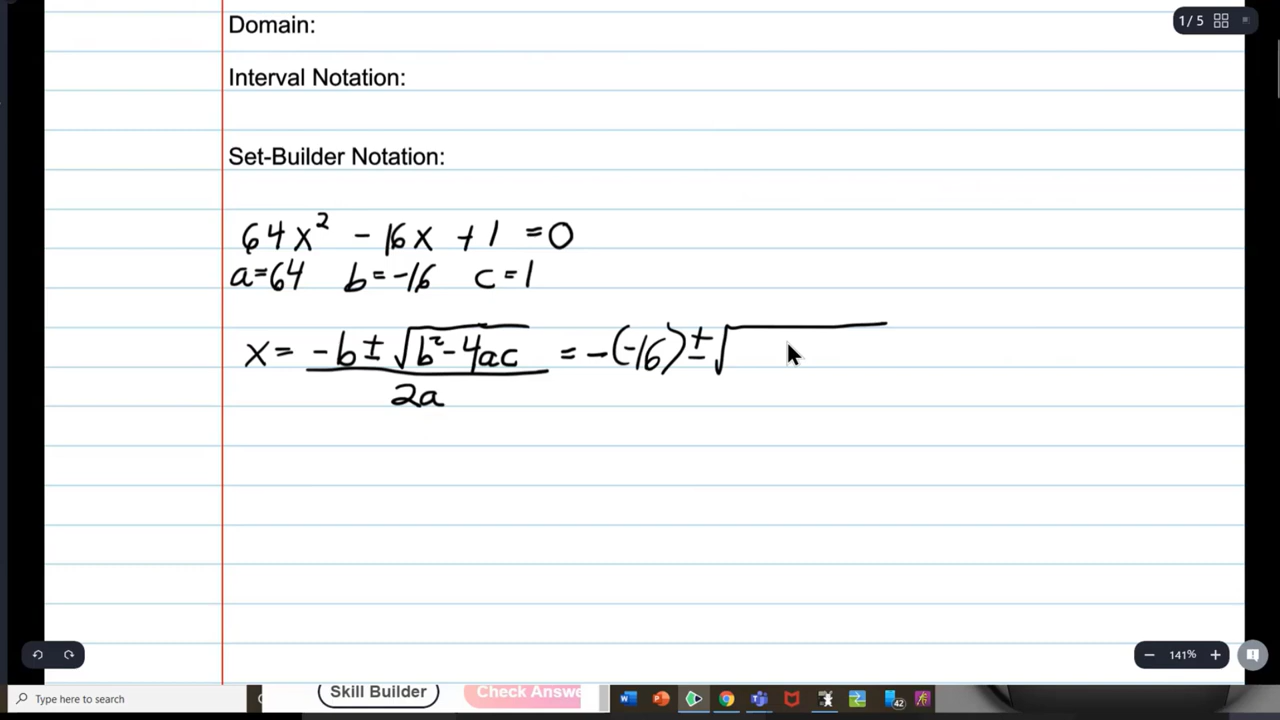 1 / 5
Domain:
Interval Notation:
Set-Builder Notation:
64x² - 16x + 1 = 0
a=64 b=-16 c=1
x = (-b ± √(b²-4ac))/2a = -(-16) ± √
141%
Type here to search
Skill Builder
Check Answe
42